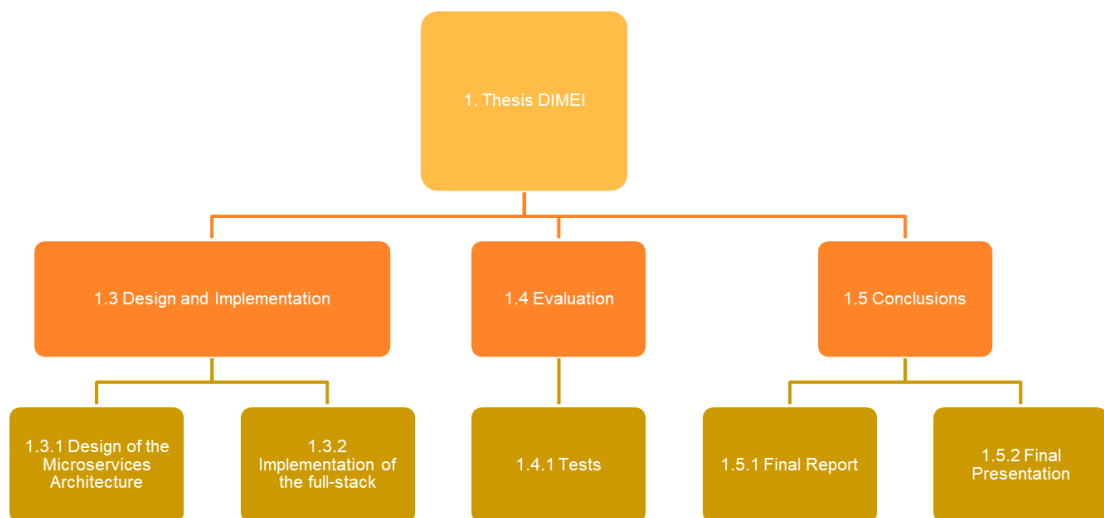 1. Thesis DIMEI
1.3 Design and Implementation
1.4 Evaluation
1.5 Conclusions
1.3.1 Design of the
Microservices
Architecture
1.3.2
Implementation of
the full-stack
1.4.1 Tests
1.5.1 Final Report
1.5.2 Final
Presentation